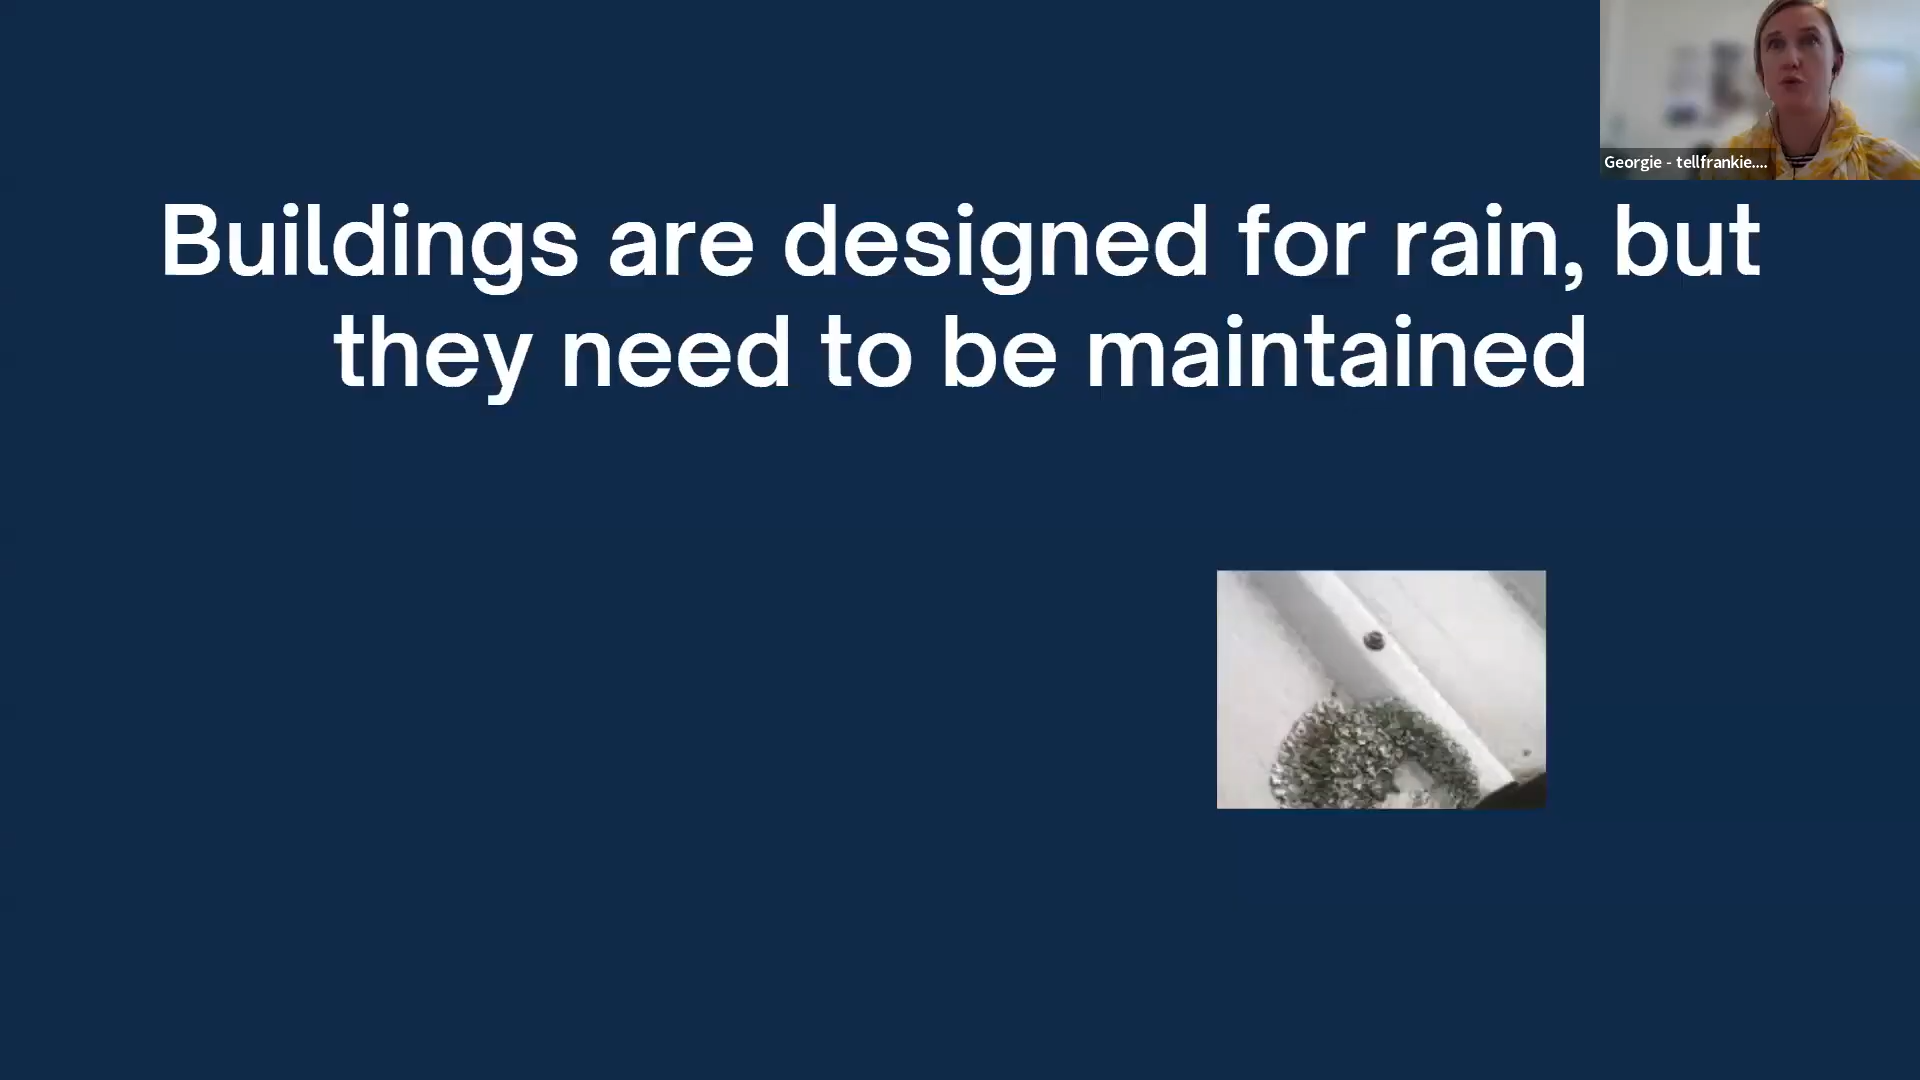 Georgie - tellfrankie....
Buildings are designed for rain, but
they need to be maintained